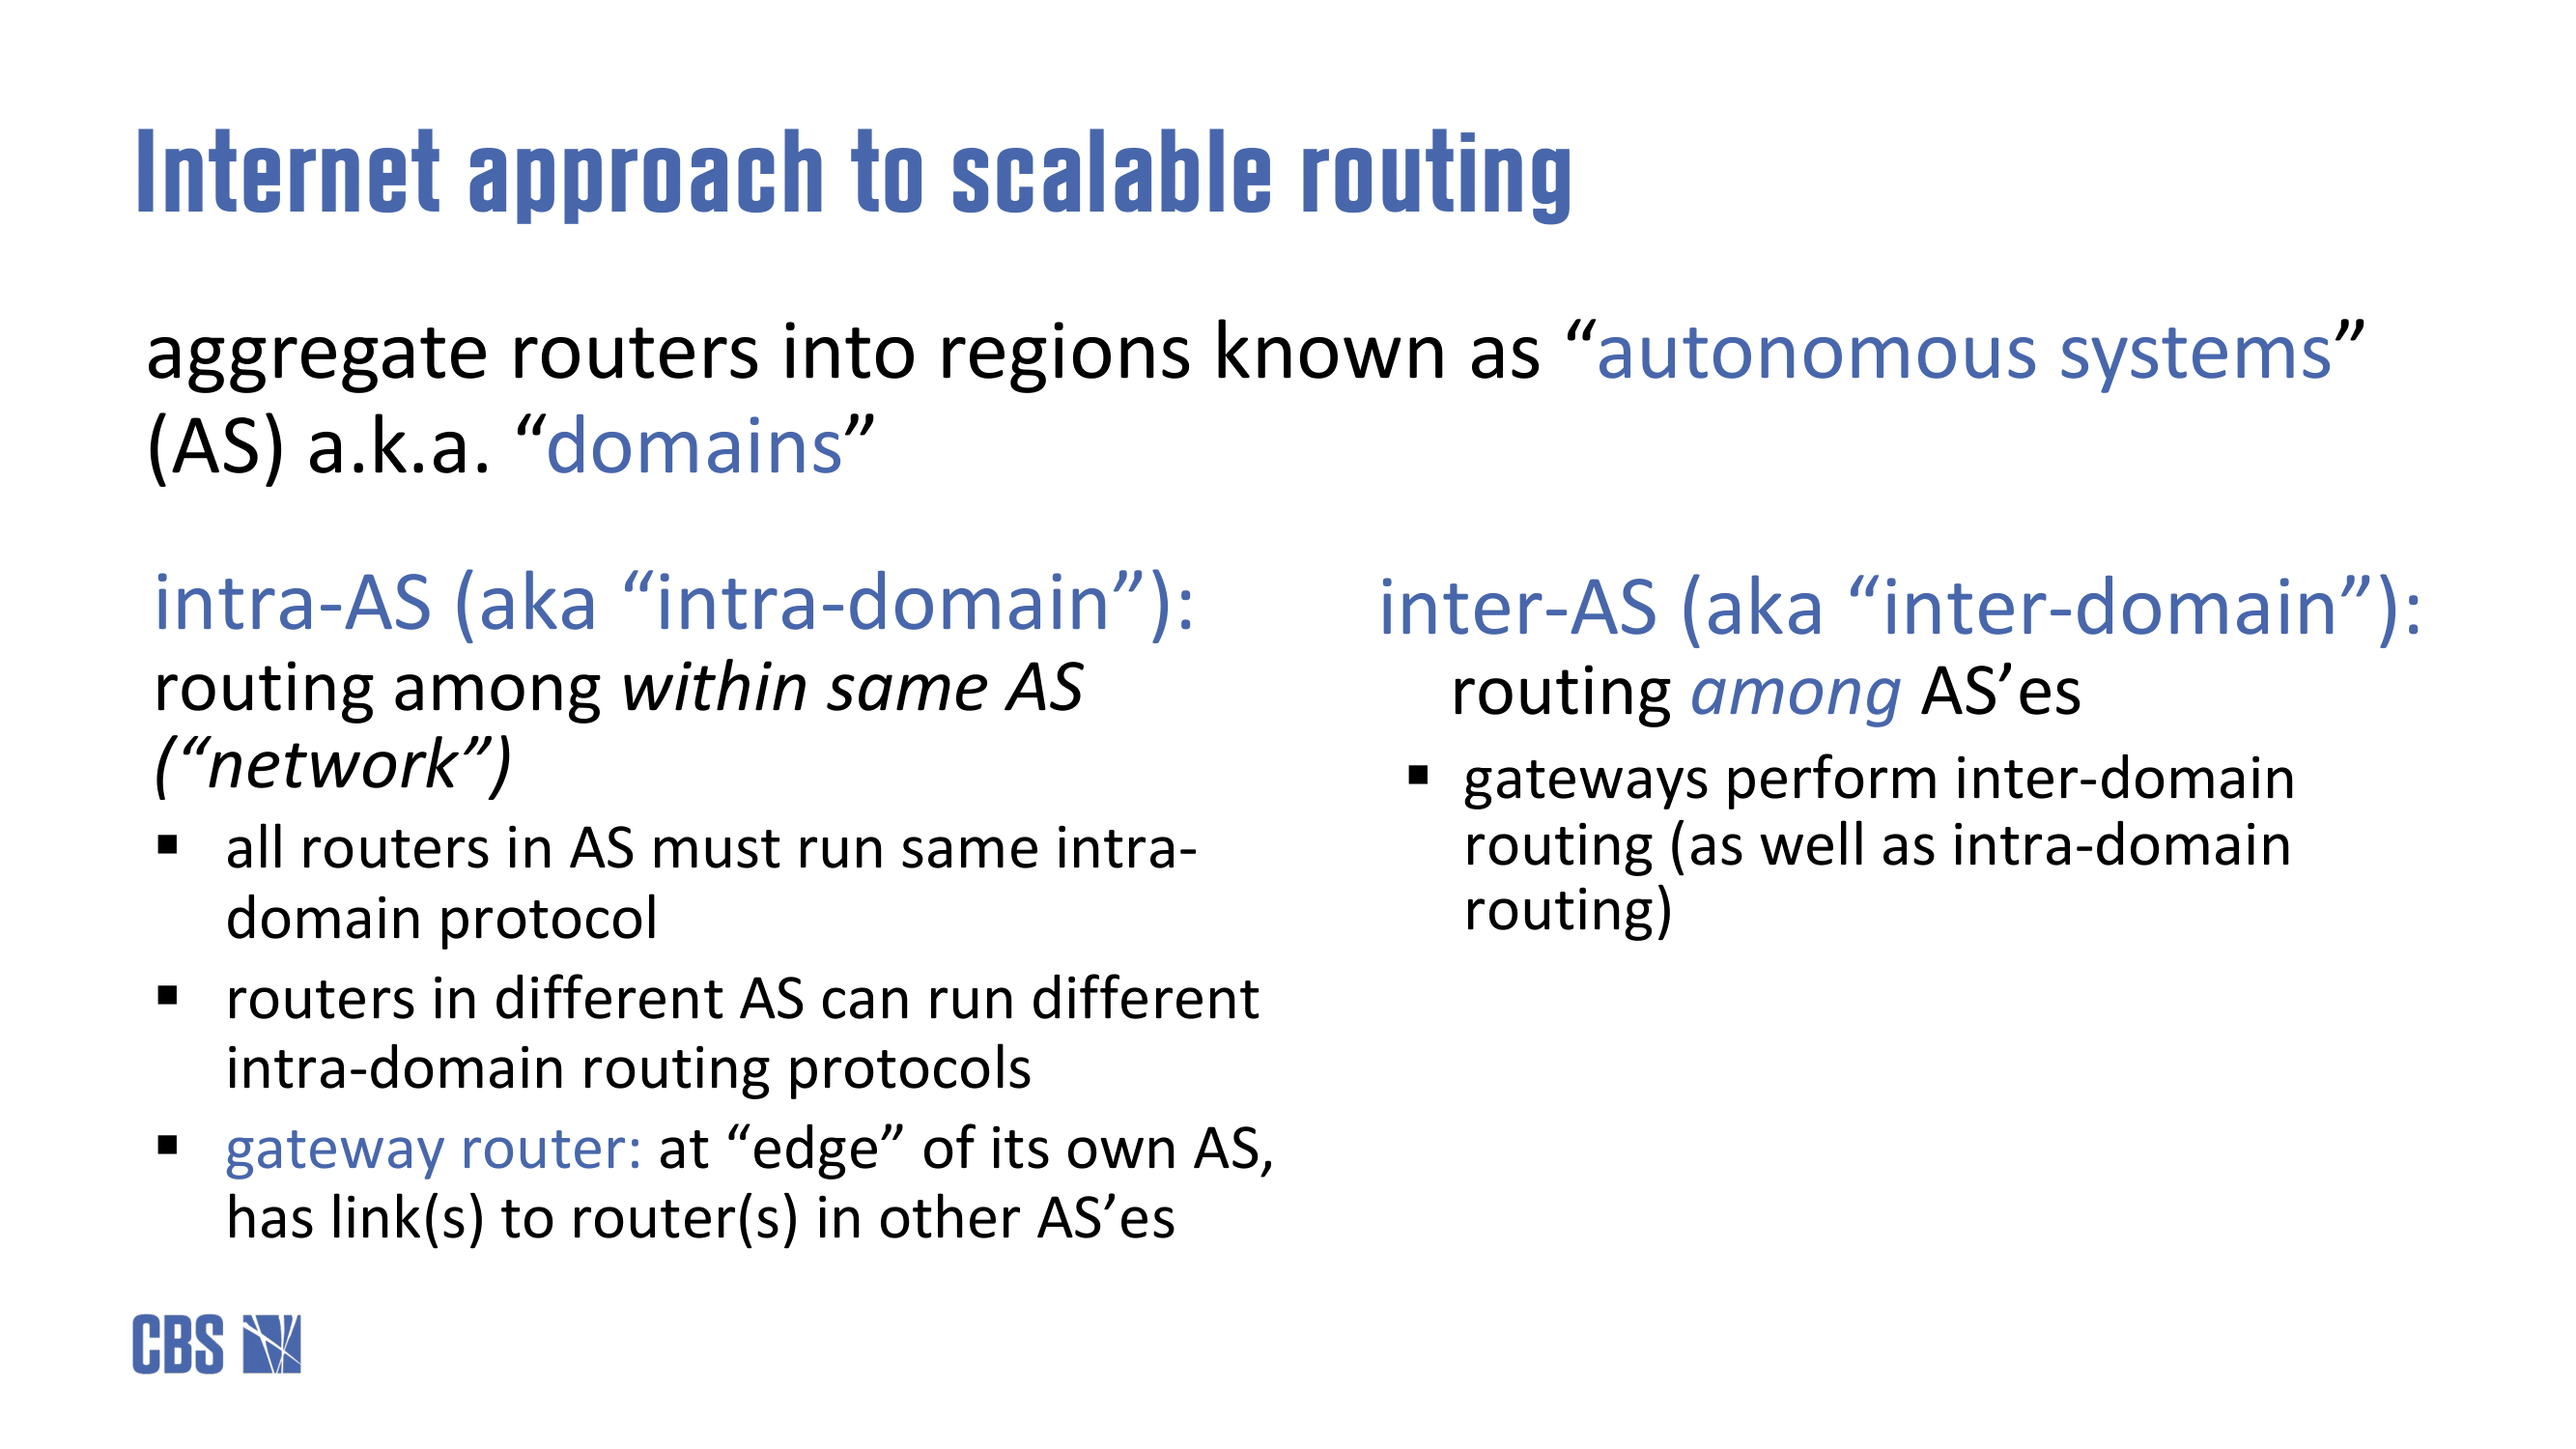 Internet approach to scalable routing
aggregate routers into regions known as “autonomous systems”
(AS) a.k.a. “domains”
intra-AS (aka “intra-domain”):
routing among within same AS
(“network”)
▪ all routers in AS must run same intra-
domain protocol
▪ routers in different AS can run different
intra-domain routing protocols
▪ gateway router: at “edge” of its own AS,
has link(s) to router(s) in other AS’es
inter-AS (aka “inter-domain”):
routing among AS’es
▪ gateways perform inter-domain
routing (as well as intra-domain
routing)
CBS